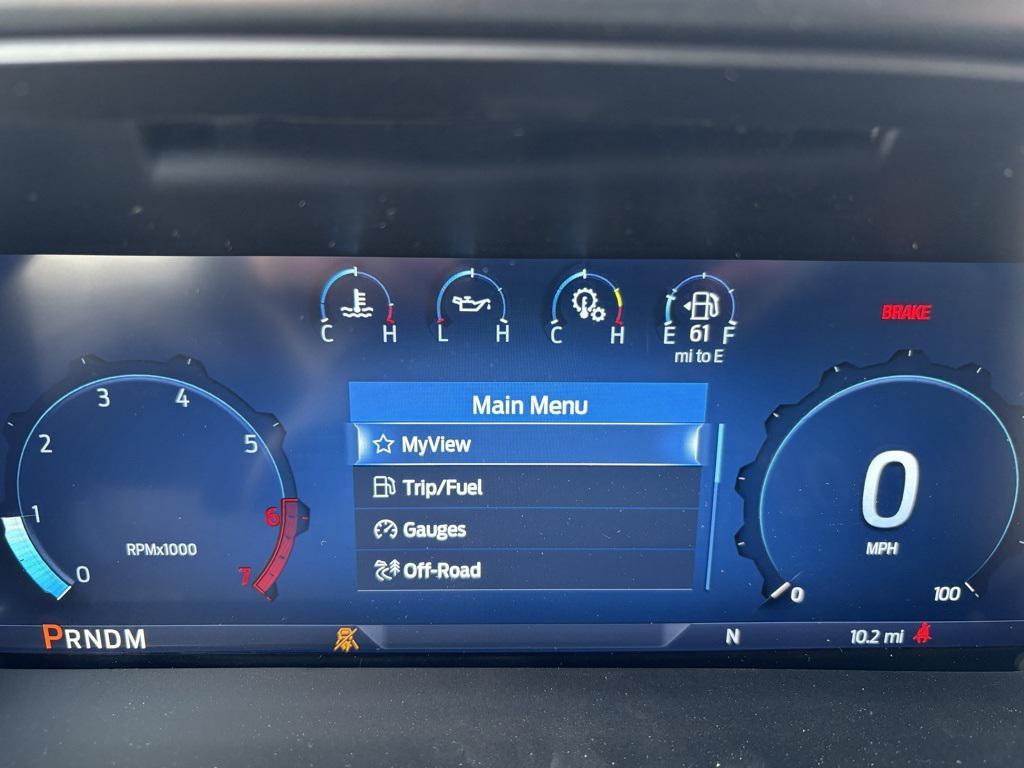 C H
L H
C H
E 61 F
mi to E
BRAKE
0 1 2 3 4 5 6 7
RPMx1000
Main Menu
MyView
Trip/Fuel
Gauges
Off-Road
0
MPH
0 100
PRNDM
N
10.2 mi